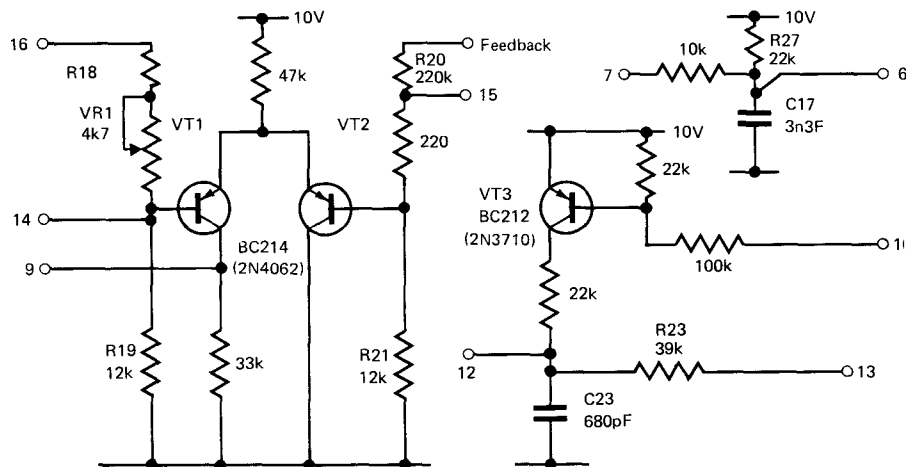 16
R18
VR1
4k7
VT1
14
9
R19
12k
BC214
(2N4062)
33k
10V
47k
VT2
Feedback
R20
220k
15
220
R21
12k
10V
VT3
BC212
(2N3710)
22k
22k
100k
12
R23
39k
13
C23
680pF
10V
R27
22k
10k
7
6
C17
3n3F